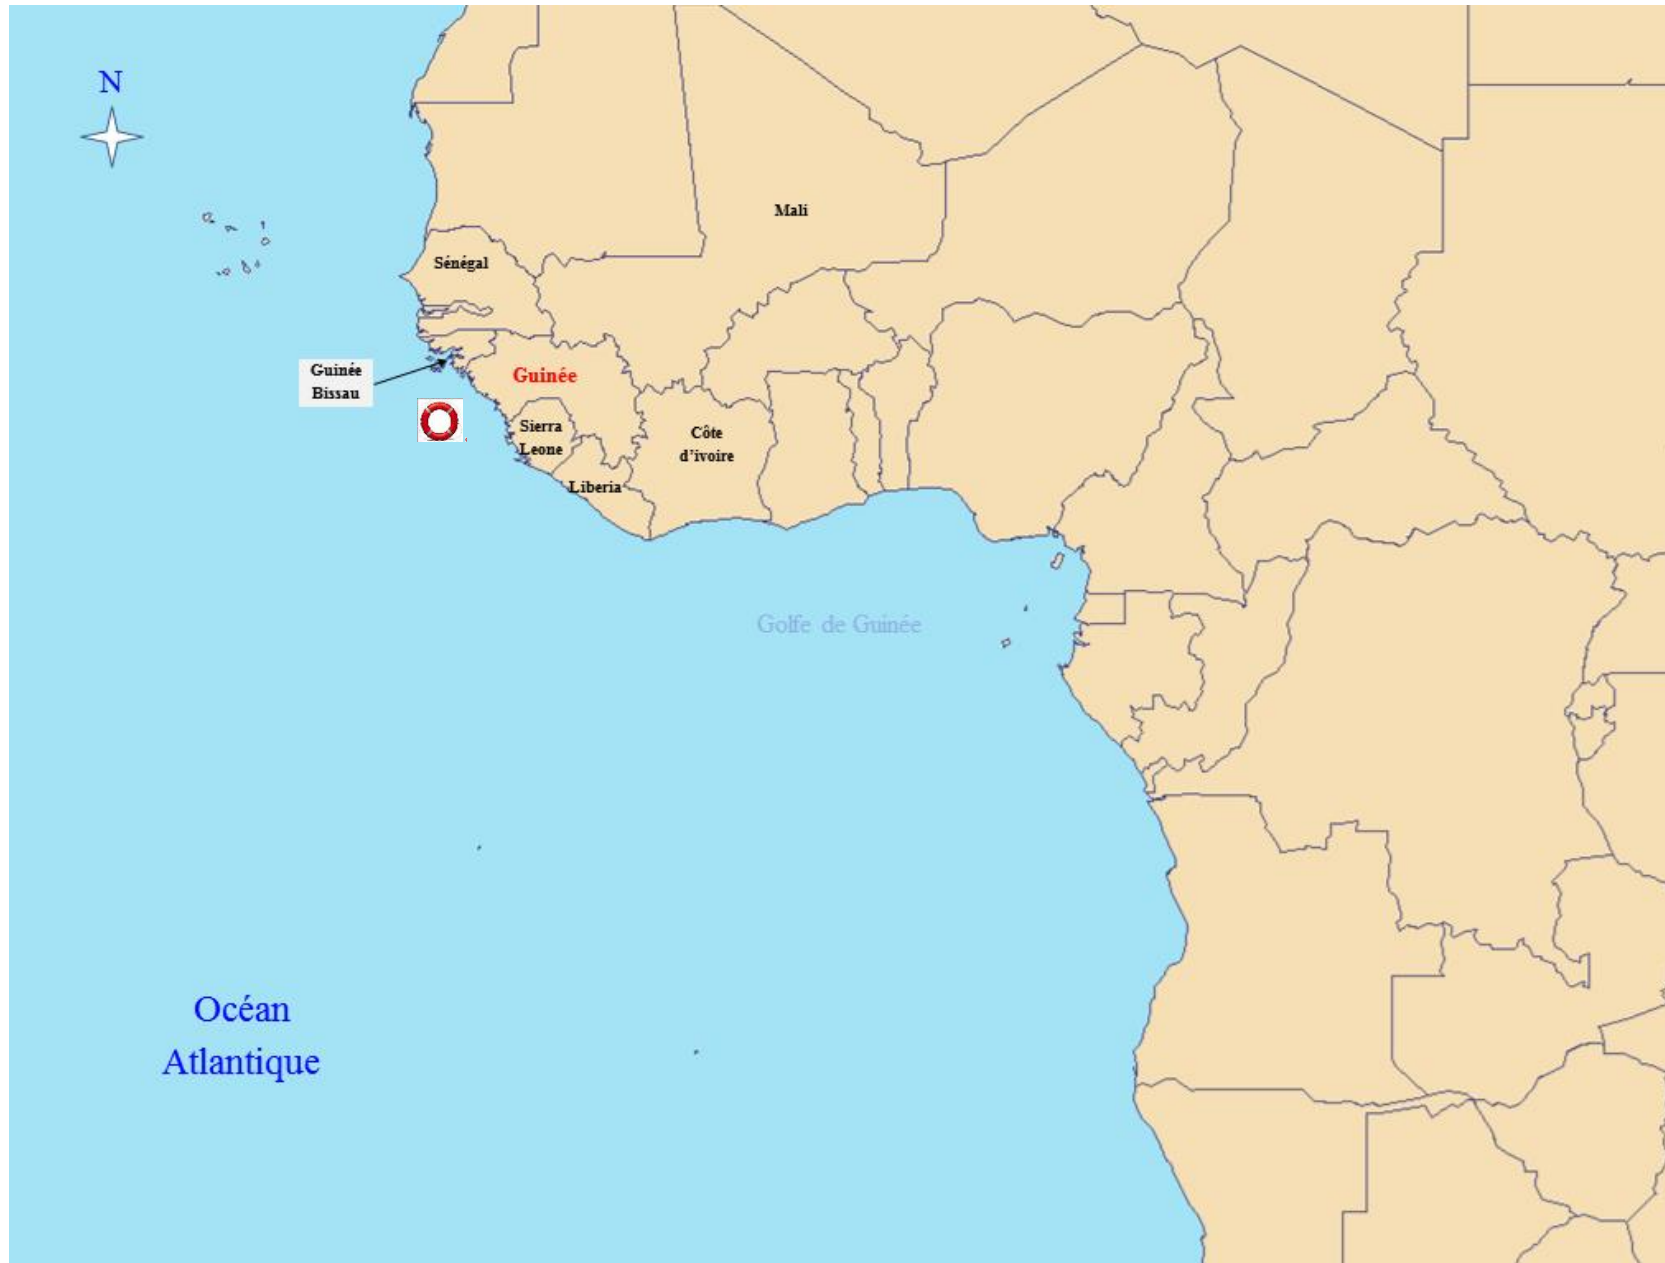 N
Mali
Sénégal
Guinée
Bissau
Guinée
Sierra
Leone
Côte
d'ivoire
Liberia
Golfe de Guinée
Océan
Atlantique